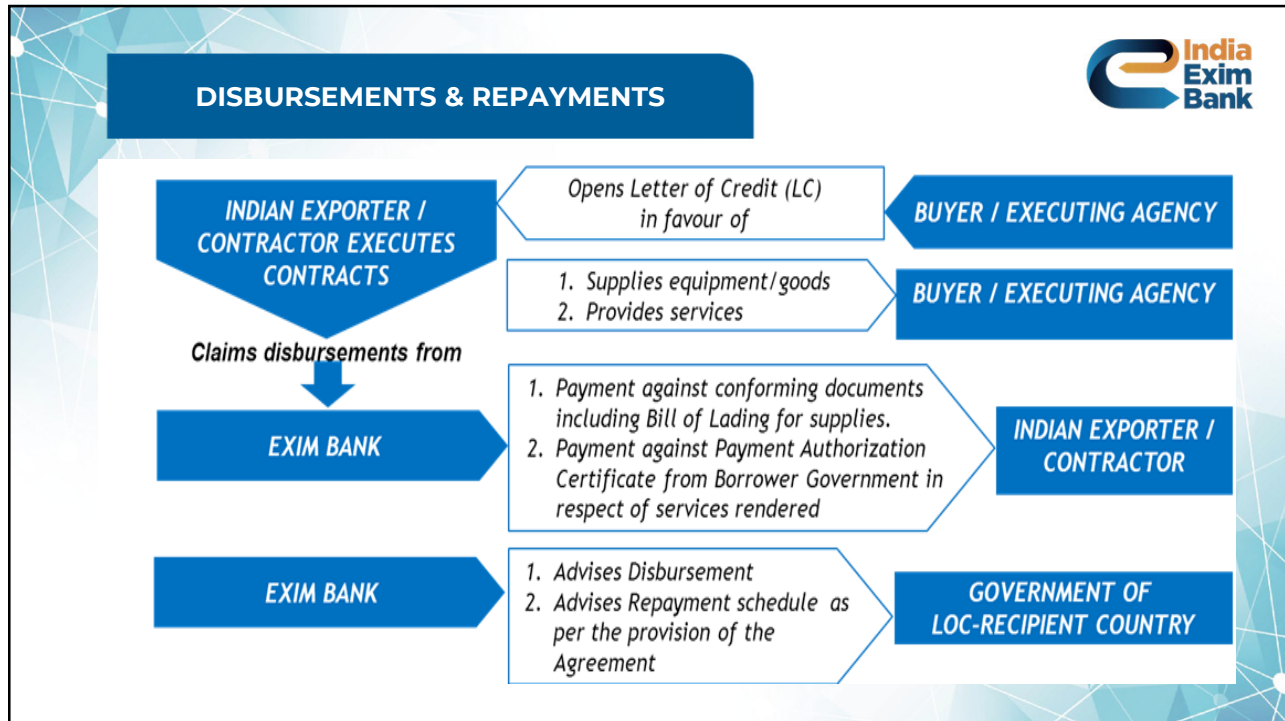 DISBURSEMENTS & REPAYMENTS
India
Exim
Bank
INDIAN EXPORTER /
CONTRACTOR EXECUTES
CONTRACTS
Opens Letter of Credit (LC)
in favour of
BUYER / EXECUTING AGENCY
1. Supplies equipment/goods
2. Provides services
BUYER / EXECUTING AGENCY
Claims disbursements from
EXIM BANK
1. Payment against conforming documents
including Bill of Lading for supplies.
2. Payment against Payment Authorization
Certificate from Borrower Government in
respect of services rendered
INDIAN EXPORTER /
CONTRACTOR
EXIM BANK
1. Advises Disbursement
2. Advises Repayment schedule as
per the provision of the
Agreement
GOVERNMENT OF
LOC-RECIPIENT COUNTRY